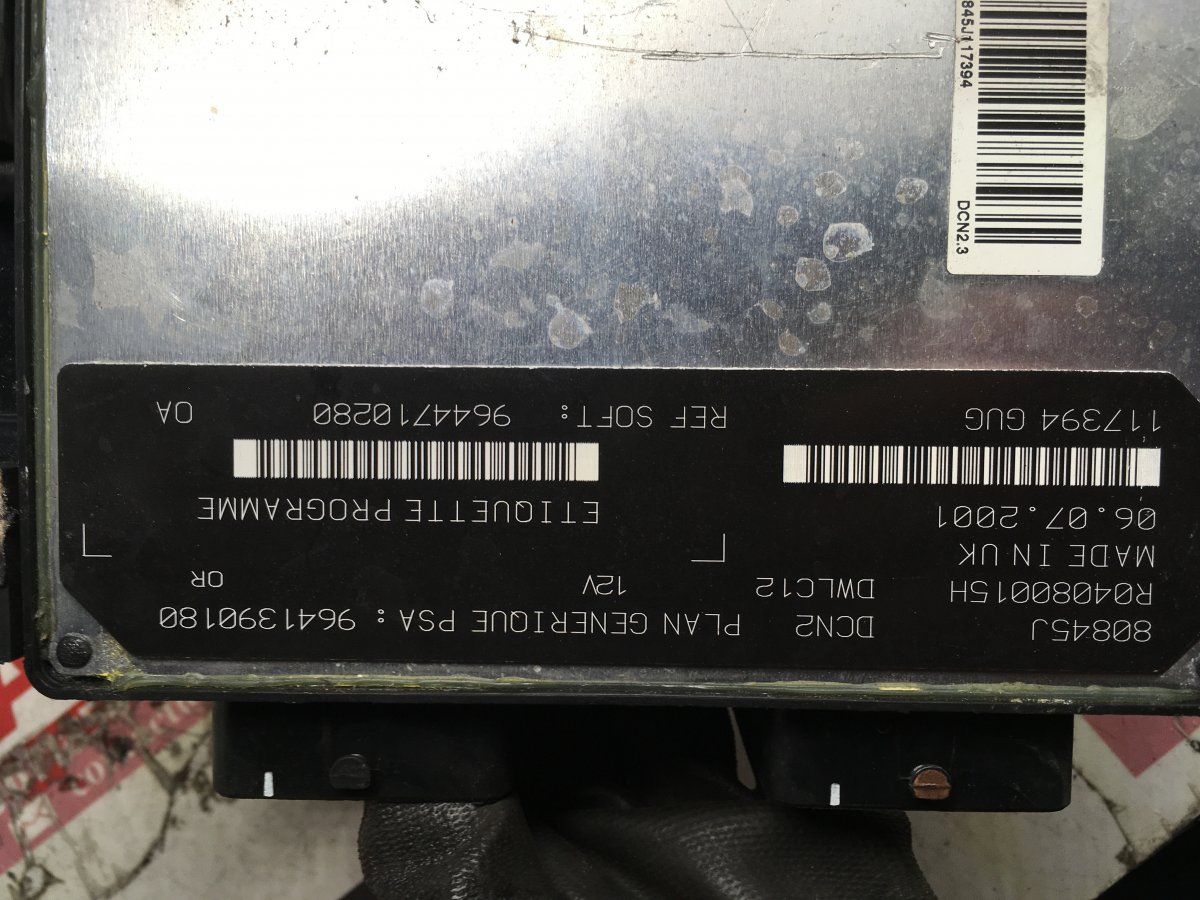 80845J DCN2 PLAN GENERIQUE PSA: 9641390180
R04080015H DWLC12 12V OR
MADE IN UK
06.07.2001 ETIQUETTE PROGRAMME
117394 GUG REF SOFT: 9644710280 OA
845J117394
DCN2.3